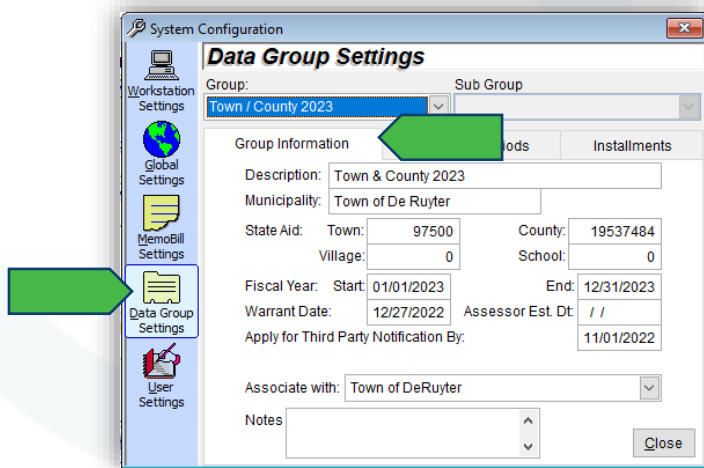 System Configuration
Data Group Settings
Workstation
Settings
Global
Settings
MemoBill
Settings
Data Group
Settings
User
Settings
Group:
Sub Group
Town / County 2023
Group Information
Installments
Description: Town & County 2023
Municipality: Town of De Ruyter
State Aid: Town: 97500 County: 19537484
Village: 0 School: 0
Fiscal Year: Start: 01/01/2023 End: 12/31/2023
Warrant Date: 12/27/2022 Assessor Est. Dt: / /
Apply for Third Party Notification By: 11/01/2022
Associate with: Town of DeRuyter
Notes
Close